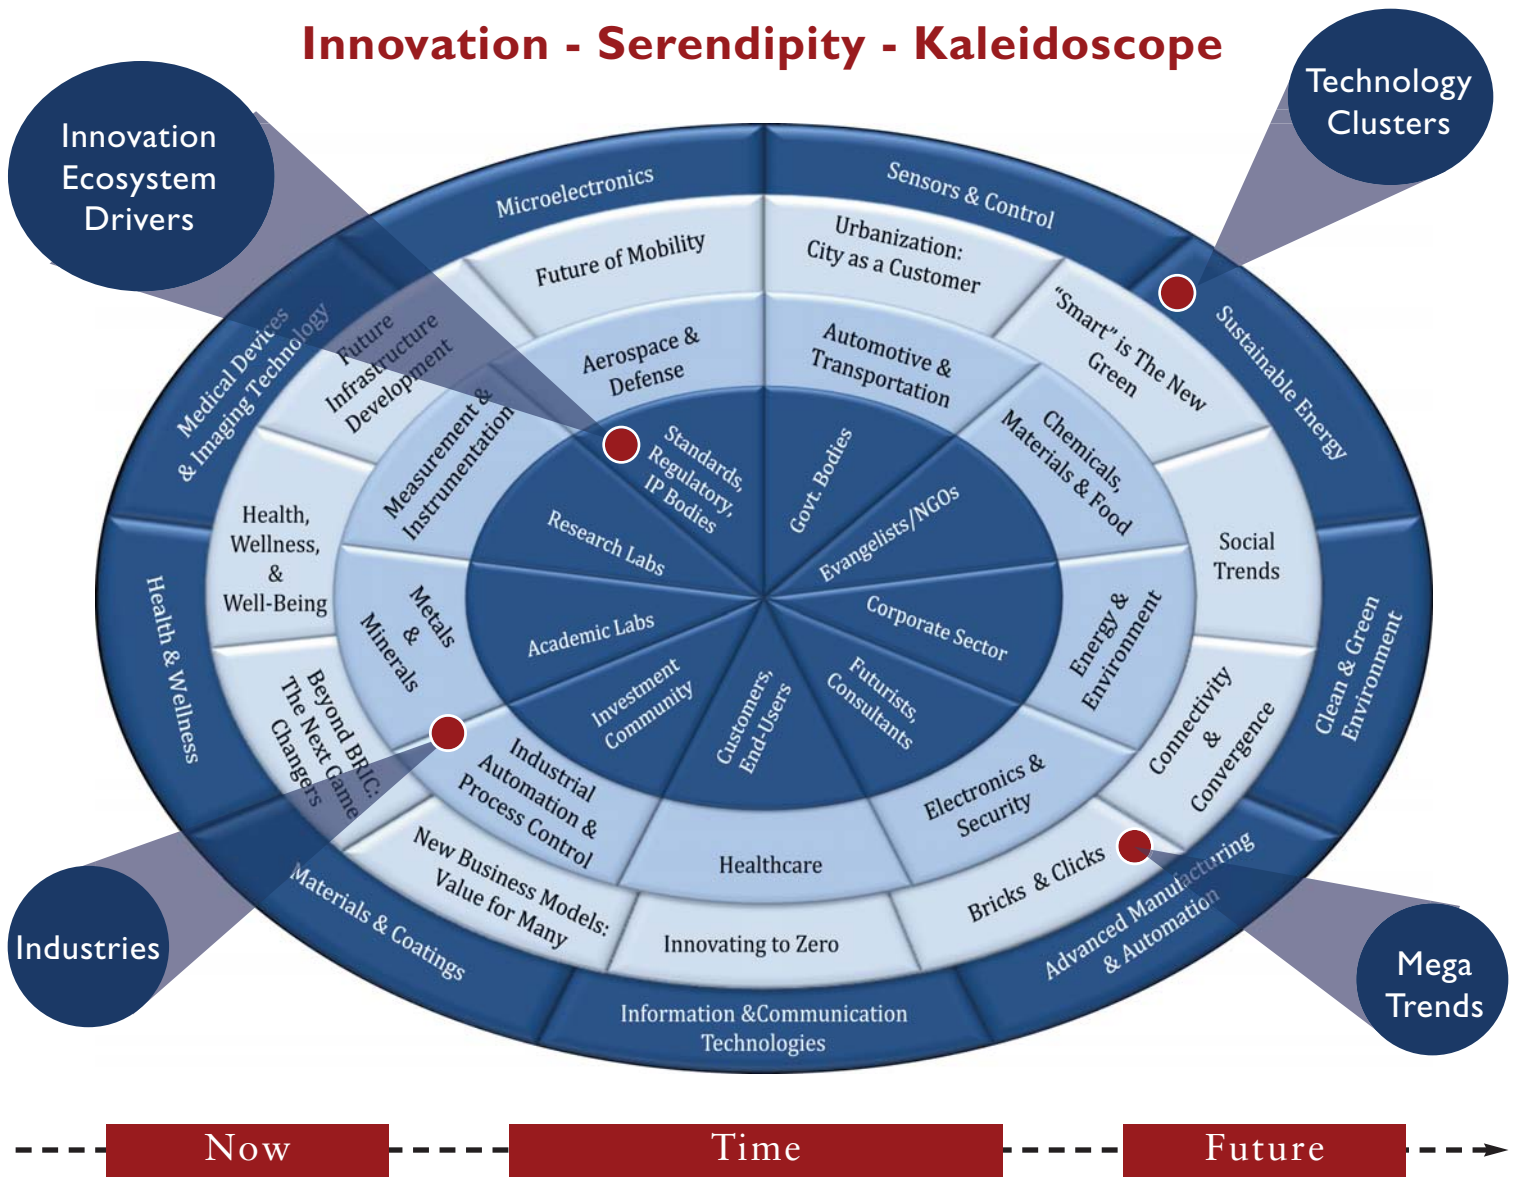 Innovation - Serendipity - Kaleidoscope
Innovation
Ecosystem
Drivers
Technology
Clusters
Industries
Mega
Trends
Microelectronics
Sensors & Control
Sustainable Energy
Clean & Green
Environment
Advanced Manufacturing
& Automation
Information &Communication
Technologies
Materials & Coatings
Health & Wellness
Medical Devices
& Imaging Technology
Future of Mobility
Urbanization:
City as a Customer
“Smart” is The New
Green
Social
Trends
Connectivity
&
Convergence
Bricks & Clicks
Innovating to Zero
New Business Models:
Value for Many
Beyond BRIC:
The Next Game
Changers
Health,
Wellness,
&
Well-Being
Future
Infrastructure
Development
Aerospace &
Defense
Automotive &
Transportation
Chemicals,
Materials & Food
Energy &
Environment
Electronics &
Security
Healthcare
Industrial
Automation &
Process Control
Metals
&
Minerals
Measurement &
Instrumentation
Standards,
Regulatory,
IP Bodies
Govt. Bodies
Evangelists/NGOs
Corporate Sector
Futurists,
Consultants
Customers,
End-Users
Investment
Community
Academic Labs
Research Labs
Now
Time
Future